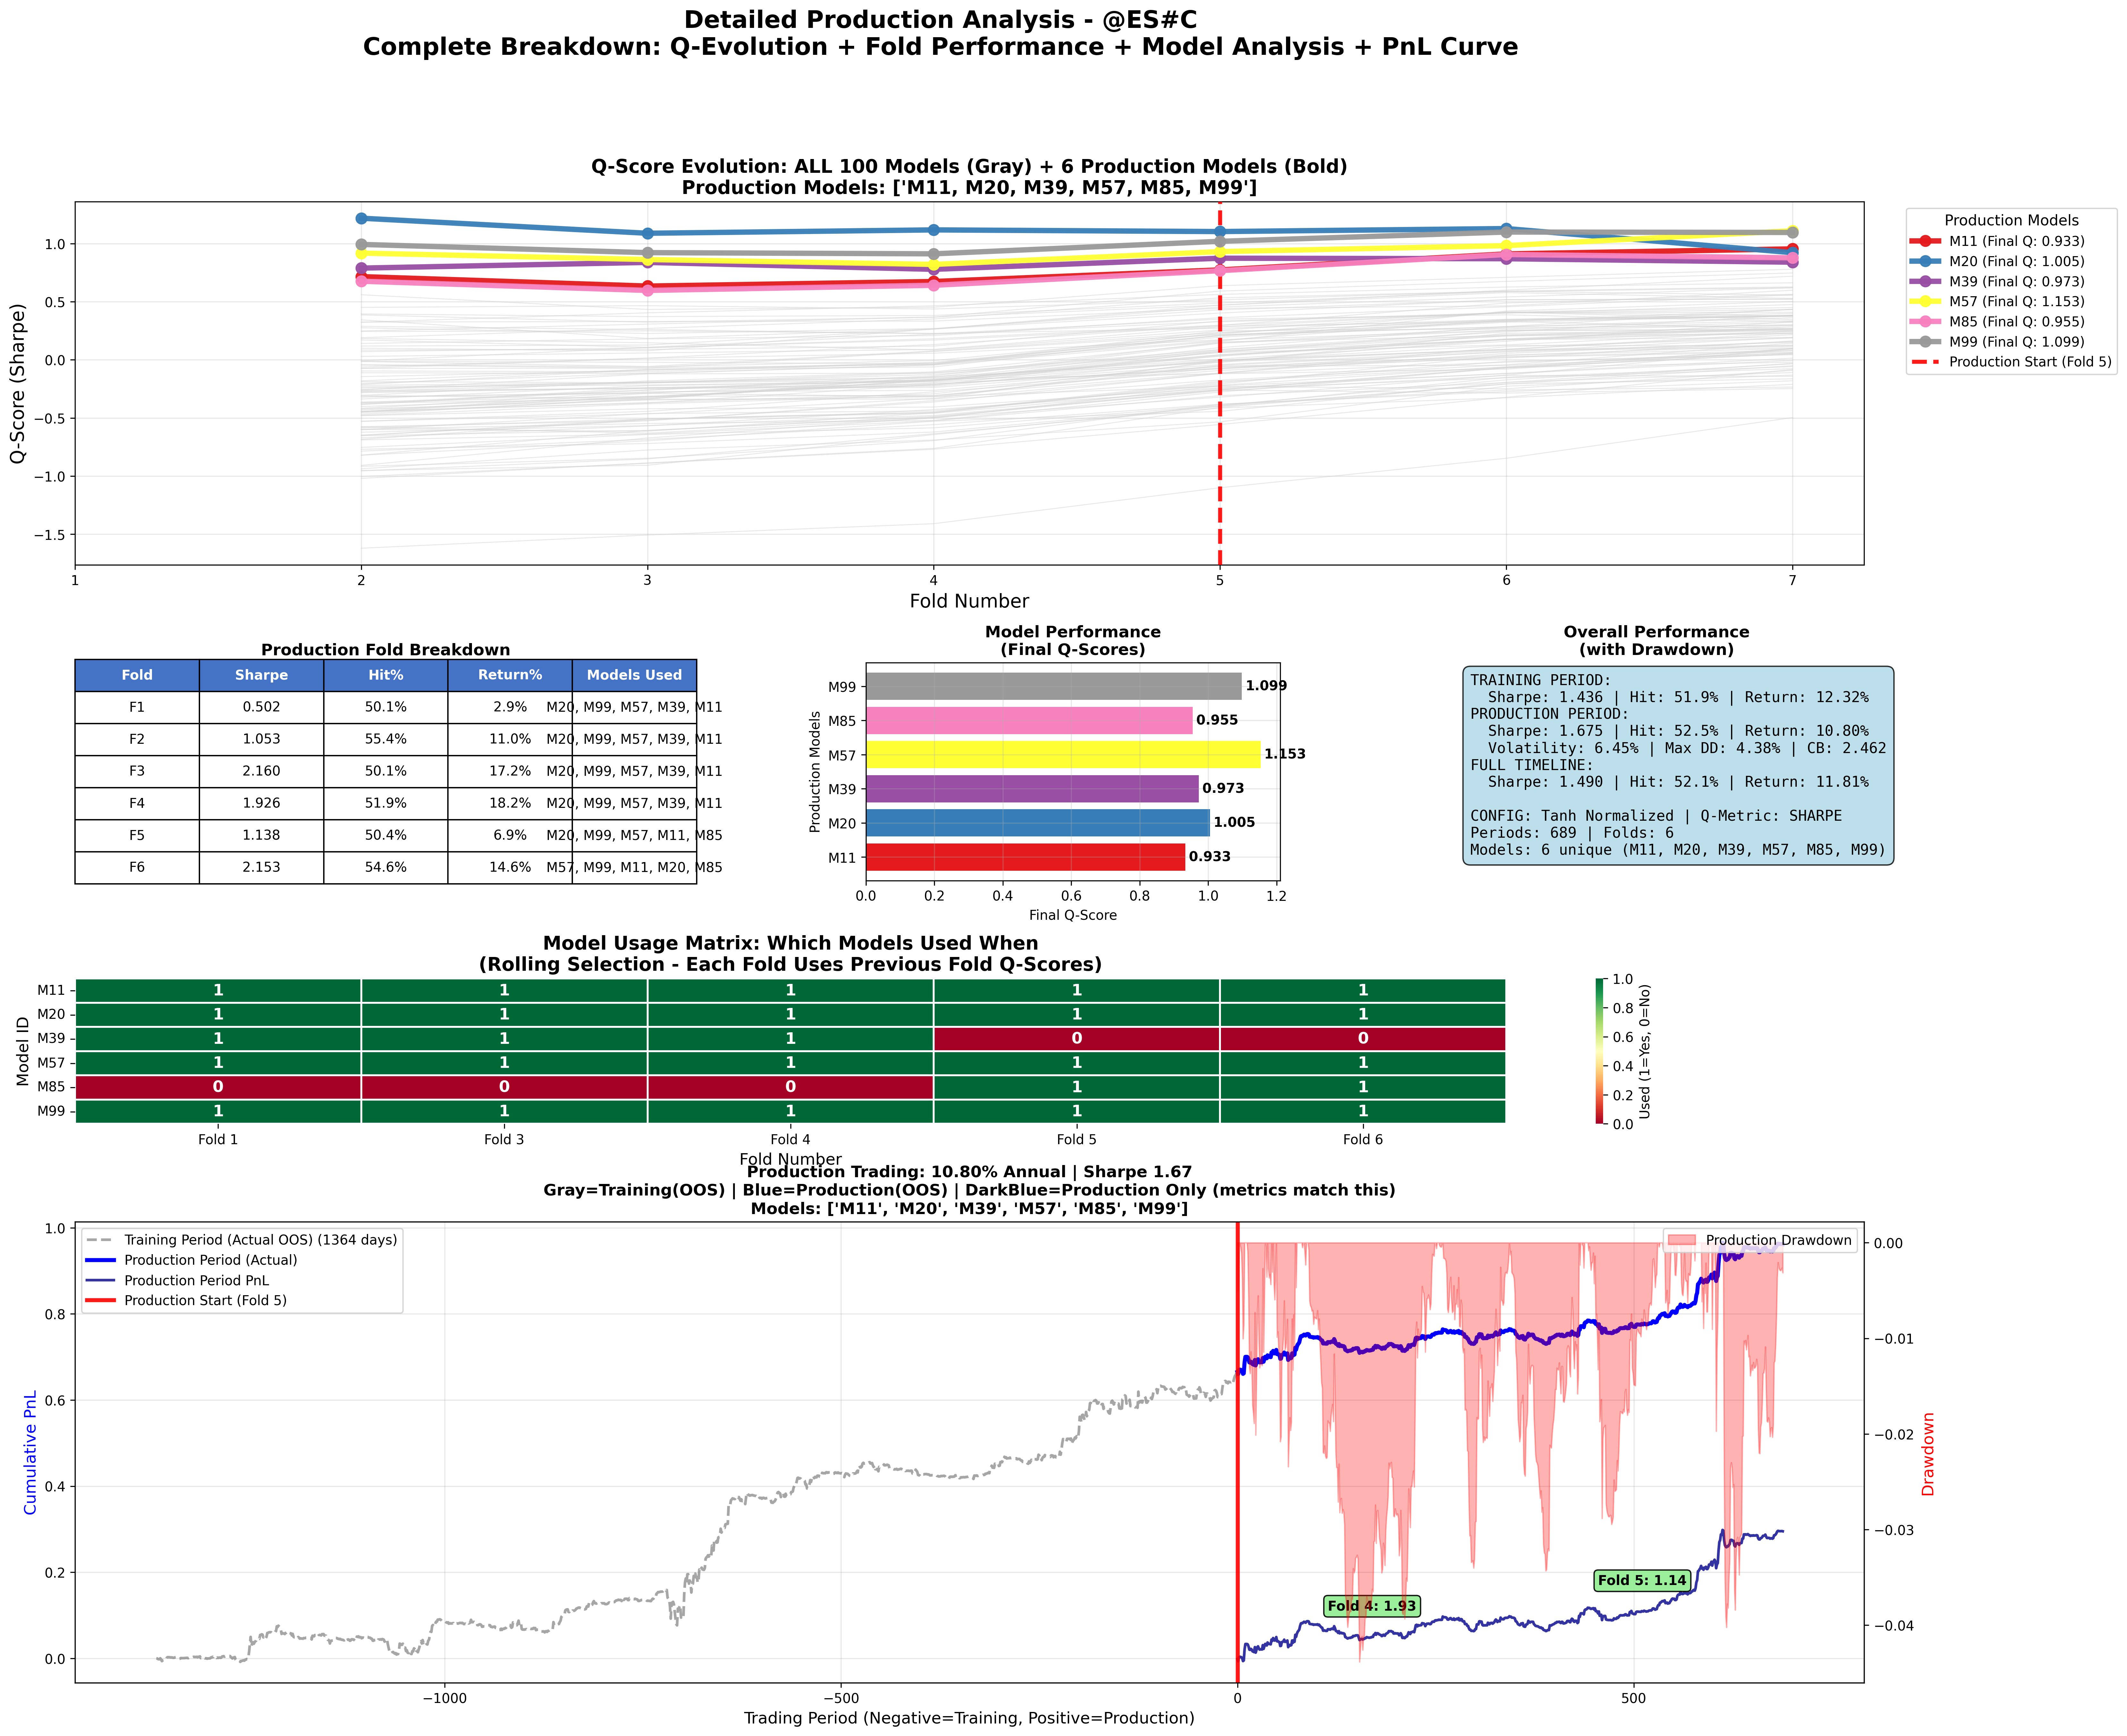 Detailed Production Analysis - @ES#C
Complete Breakdown: Q-Evolution + Fold Performance + Model Analysis + PnL Curve
Q-Score Evolution: ALL 100 Models (Gray) + 6 Production Models (Bold)
Production Models: ['M11, M20, M39, M57, M85, M99']
Q-Score (Sharpe)
1.0
0.5
0.0
−0.5
−1.0
−1.5
1 2 3 4 5 6 7
Fold Number
Production Models
M11 (Final Q: 0.933)
M20 (Final Q: 1.005)
M39 (Final Q: 0.973)
M57 (Final Q: 1.153)
M85 (Final Q: 0.955)
M99 (Final Q: 1.099)
Production Start (Fold 5)
Production Fold Breakdown
Fold Sharpe Hit% Return% Models Used
F1 0.502 50.1% 2.9% M20, M99, M57, M39, M11
F2 1.053 55.4% 11.0% M20, M99, M57, M39, M11
F3 2.160 50.1% 17.2% M20, M99, M57, M39, M11
F4 1.926 51.9% 18.2% M20, M99, M57, M39, M11
F5 1.138 50.4% 6.9% M20, M99, M57, M11, M85
F6 2.153 54.6% 14.6% M57, M99, M11, M20, M85
Model Performance
(Final Q-Scores)
Production Models
M99 1.099
M85 0.955
M57 1.153
M39 0.973
M20 1.005
M11 0.933
0.0 0.2 0.4 0.6 0.8 1.0 1.2
Final Q-Score
Overall Performance
(with Drawdown)
TRAINING PERIOD:
Sharpe: 1.436 | Hit: 51.9% | Return: 12.32%
PRODUCTION PERIOD:
Sharpe: 1.675 | Hit: 52.5% | Return: 10.80%
Volatility: 6.45% | Max DD: 4.38% | CB: 2.462
FULL TIMELINE:
Sharpe: 1.490 | Hit: 52.1% | Return: 11.81%
CONFIG: Tanh Normalized | Q-Metric: SHARPE
Periods: 689 | Folds: 6
Models: 6 unique (M11, M20, M39, M57, M85, M99)
Model Usage Matrix: Which Models Used When
(Rolling Selection - Each Fold Uses Previous Fold Q-Scores)
Model ID
M11 1 1 1 1 1
M20 1 1 1 1 1
M39 1 1 1 0 0
M57 1 1 1 1 1
M85 0 0 0 1 1
M99 1 1 1 1 1
Fold 1 Fold 3 Fold 4 Fold 5 Fold 6
Fold Number
1.0
0.8
0.6
0.4
0.2
0.0
Used (1=Yes, 0=No)
Production Trading: 10.80% Annual | Sharpe 1.67
Gray=Training(OOS) | Blue=Production(OOS) | DarkBlue=Production Only (metrics match this)
Models: ['M11', 'M20', 'M39', 'M57', 'M85', 'M99']
Training Period (Actual OOS) (1364 days)
Production Period (Actual)
Production Period PnL
Production Start (Fold 5)
Production Drawdown
Cumulative PnL
1.0
0.8
0.6
0.4
0.2
0.0
Fold 4: 1.93
Fold 5: 1.14
0.00
−0.01
−0.02
−0.03
−0.04
Drawdown
−1000 −500 0 500
Trading Period (Negative=Training, Positive=Production)